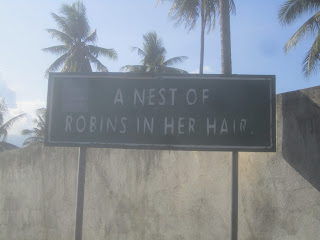 A NEST OF
ROBINS IN HER HAIR.